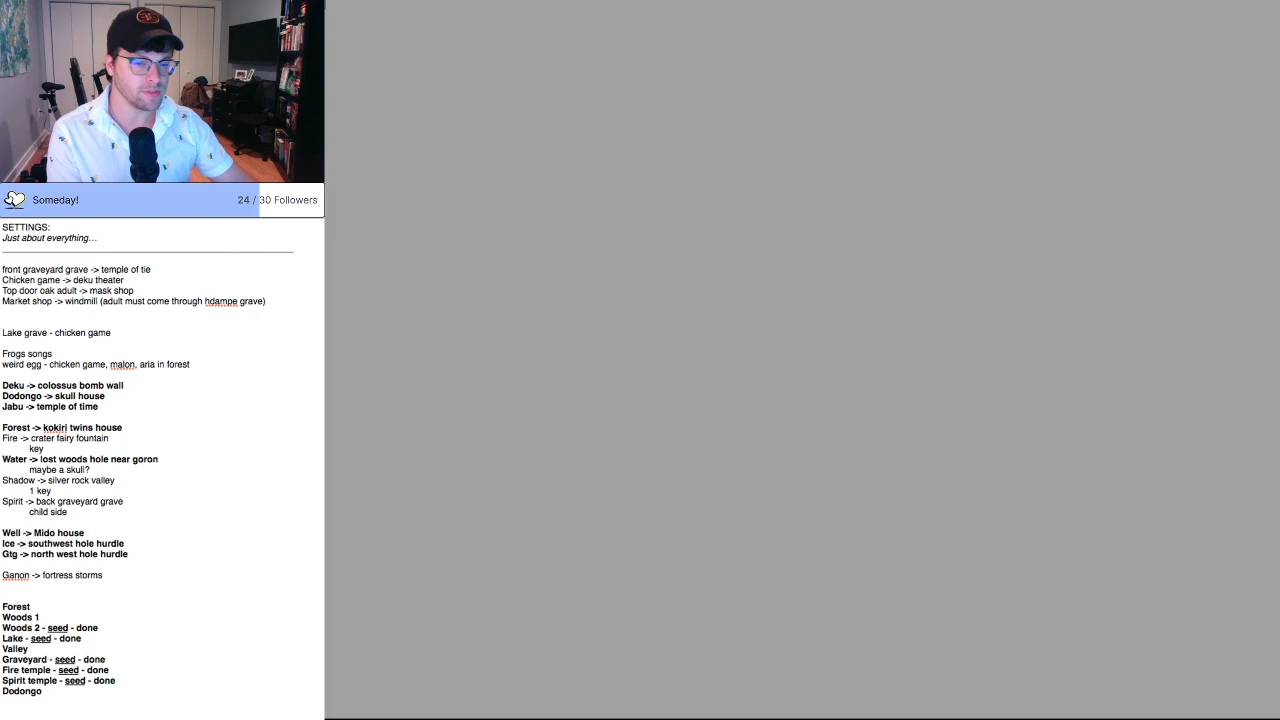 Someday!
24 / 30 Followers
SETTINGS:
Just about everything…
front graveyard grave -> temple of tie
Chicken game -> deku theater
Top door oak adult -> mask shop
Market shop -> windmill (adult must come through hdampe grave)
Lake grave - chicken game
Frogs songs
weird egg - chicken game, malon, aria in forest
Deku -> colossus bomb wall
Dodongo -> skull house
Jabu -> temple of time
Forest -> kokiri twins house
Fire -> crater fairy fountain
key
Water -> lost woods hole near goron
maybe a skull?
Shadow -> silver rock valley
1 key
Spirit -> back graveyard grave
child side
Well -> Mido house
Ice -> southwest hole hurdle
Gtg -> north west hole hurdle
Ganon -> fortress storms
Forest
Woods 1
Woods 2 - seed - done
Lake - seed - done
Valley
Graveyard - seed - done
Fire temple - seed - done
Spirit temple - seed - done
Dodongo